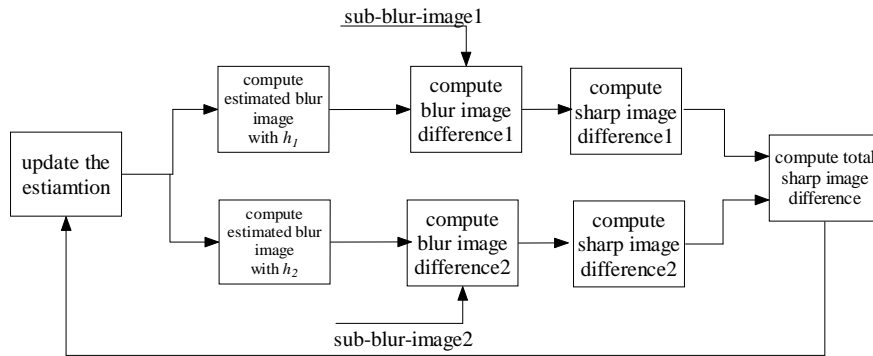 sub-blur-image1
compute
estimated blur
image
with h1
compute
blur image
difference1
compute
sharp image
difference1
update the
estiamtion
compute total
sharp image
difference
compute
estimated blur
image
with h2
compute
blur image
difference2
compute
sharp image
difference2
sub-blur-image2